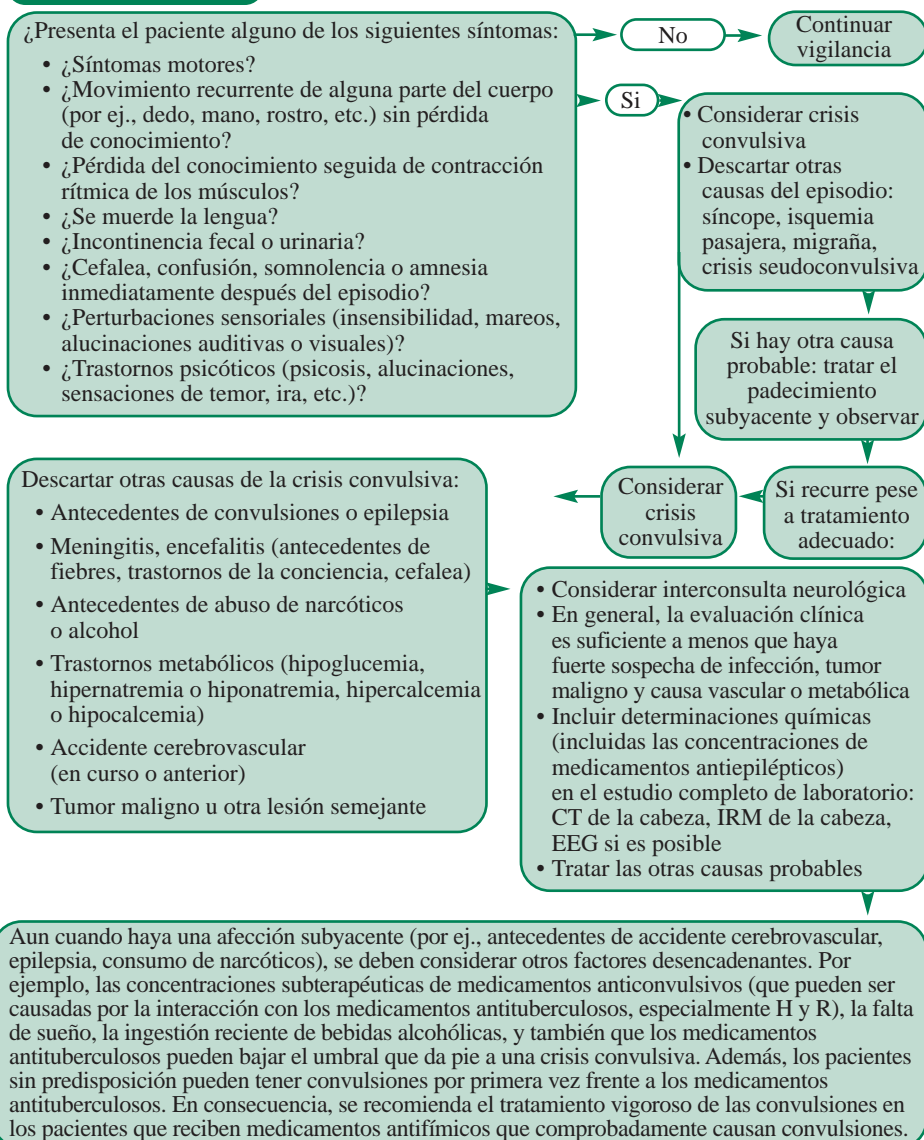 ¿Presenta el paciente alguno de los siguientes síntomas:
• ¿Síntomas motores?
• ¿Movimiento recurrente de alguna parte del cuerpo
(por ej., dedo, mano, rostro, etc.) sin pérdida
de conocimiento?
• ¿Pérdida del conocimiento seguida de contracción
rítmica de los músculos?
• ¿Se muerde la lengua?
• ¿Incontinencia fecal o urinaria?
• ¿Cefalea, confusión, somnolencia o amnesia
inmediatamente después del episodio?
• ¿Perturbaciones sensoriales (insensibilidad, mareos,
alucinaciones auditivas o visuales)?
• ¿Trastornos psicóticos (psicosis, alucinaciones,
sensaciones de temor, ira, etc.)?
No
Continuar
vigilancia
Si
• Considerar crisis
convulsiva
• Descartar otras
causas del episodio:
síncope, isquemia
pasajera, migraña,
crisis seudoconvulsiva
Si hay otra causa
probable: tratar el
padecimiento
subyacente y observar
Si recurre pese
a tratamiento
adecuado:
Considerar
crisis
convulsiva
Descartar otras causas de la crisis convulsiva:
• Antecedentes de convulsiones o epilepsia
• Meningitis, encefalitis (antecedentes de
fiebres, trastornos de la conciencia, cefalea)
• Antecedentes de abuso de narcóticos
o alcohol
• Trastornos metabólicos (hipoglucemia,
hipernatremia o hiponatremia, hipercalcemia
o hipocalcemia)
• Accidente cerebrovascular
(en curso o anterior)
• Tumor maligno u otra lesión semejante
• Considerar interconsulta neurológica
• En general, la evaluación clínica
es suficiente a menos que haya
fuerte sospecha de infección, tumor
maligno y causa vascular o metabólica
• Incluir determinaciones químicas
(incluidas las concentraciones de
medicamentos antiepilépticos)
en el estudio completo de laboratorio:
CT de la cabeza, IRM de la cabeza,
EEG si es posible
• Tratar las otras causas probables
Aun cuando haya una afección subyacente (por ej., antecedentes de accidente cerebrovascular,
epilepsia, consumo de narcóticos), se deben considerar otros factores desencadenantes. Por
ejemplo, las concentraciones subterapéuticas de medicamentos anticonvulsivos (que pueden ser
causadas por la interacción con los medicamentos antituberculosos, especialmente H y R), la falta
de sueño, la ingestión reciente de bebidas alcohólicas, y también que los medicamentos
antituberculosos pueden bajar el umbral que da pie a una crisis convulsiva. Además, los pacientes
sin predisposición pueden tener convulsiones por primera vez frente a los medicamentos
antituberculosos. En consecuencia, se recomienda el tratamiento vigoroso de las convulsiones en
los pacientes que reciben medicamentos antifímicos que comprobadamente causan convulsiones.